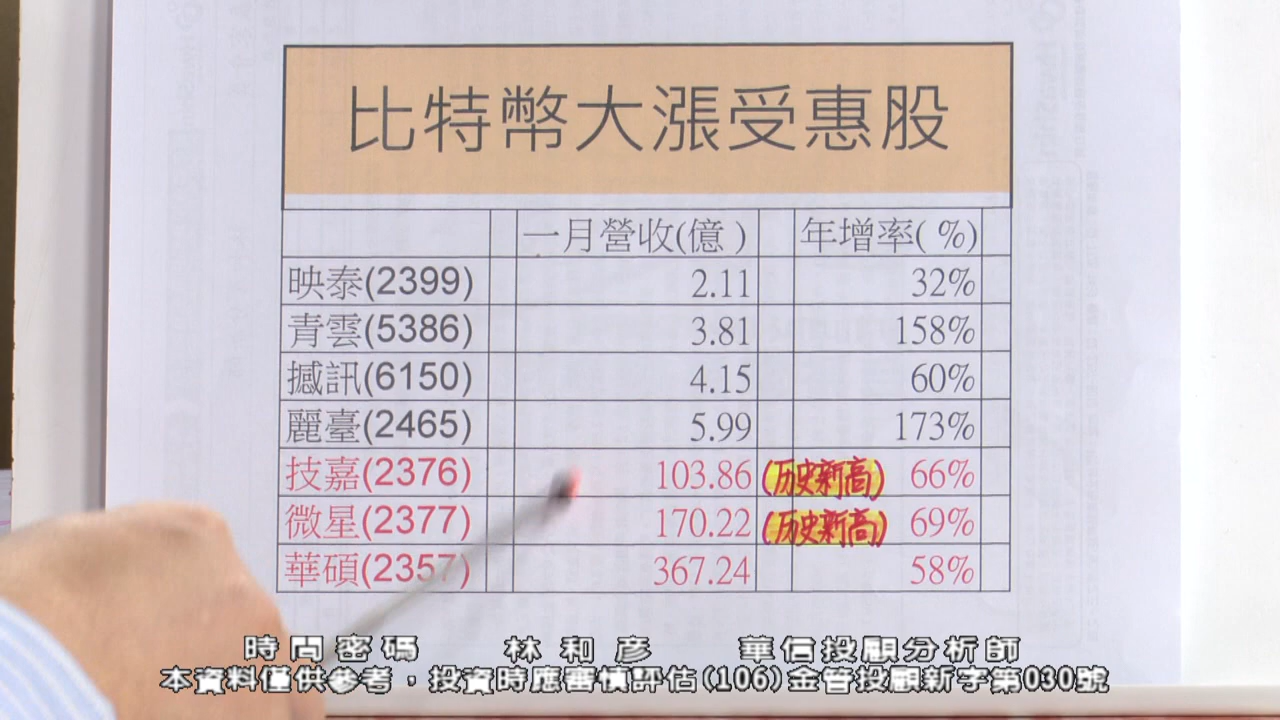 比特幣大漲受惠股
一月營收(億) 年增率(%)
映泰(2399) 2.11 32%
青雲(5386) 3.81 158%
撼訊(6150) 4.15 60%
麗臺(2465) 5.99 173%
技嘉(2376) 103.86 (历史新高) 66%
微星(2377) 170.22 (历史新高) 69%
華碩(2357) 367.24 58%
時間密碼 林和彥 華信投顧分析師
本資料僅供參考，投資時應審慎評估(106)金管投顧新字第030號